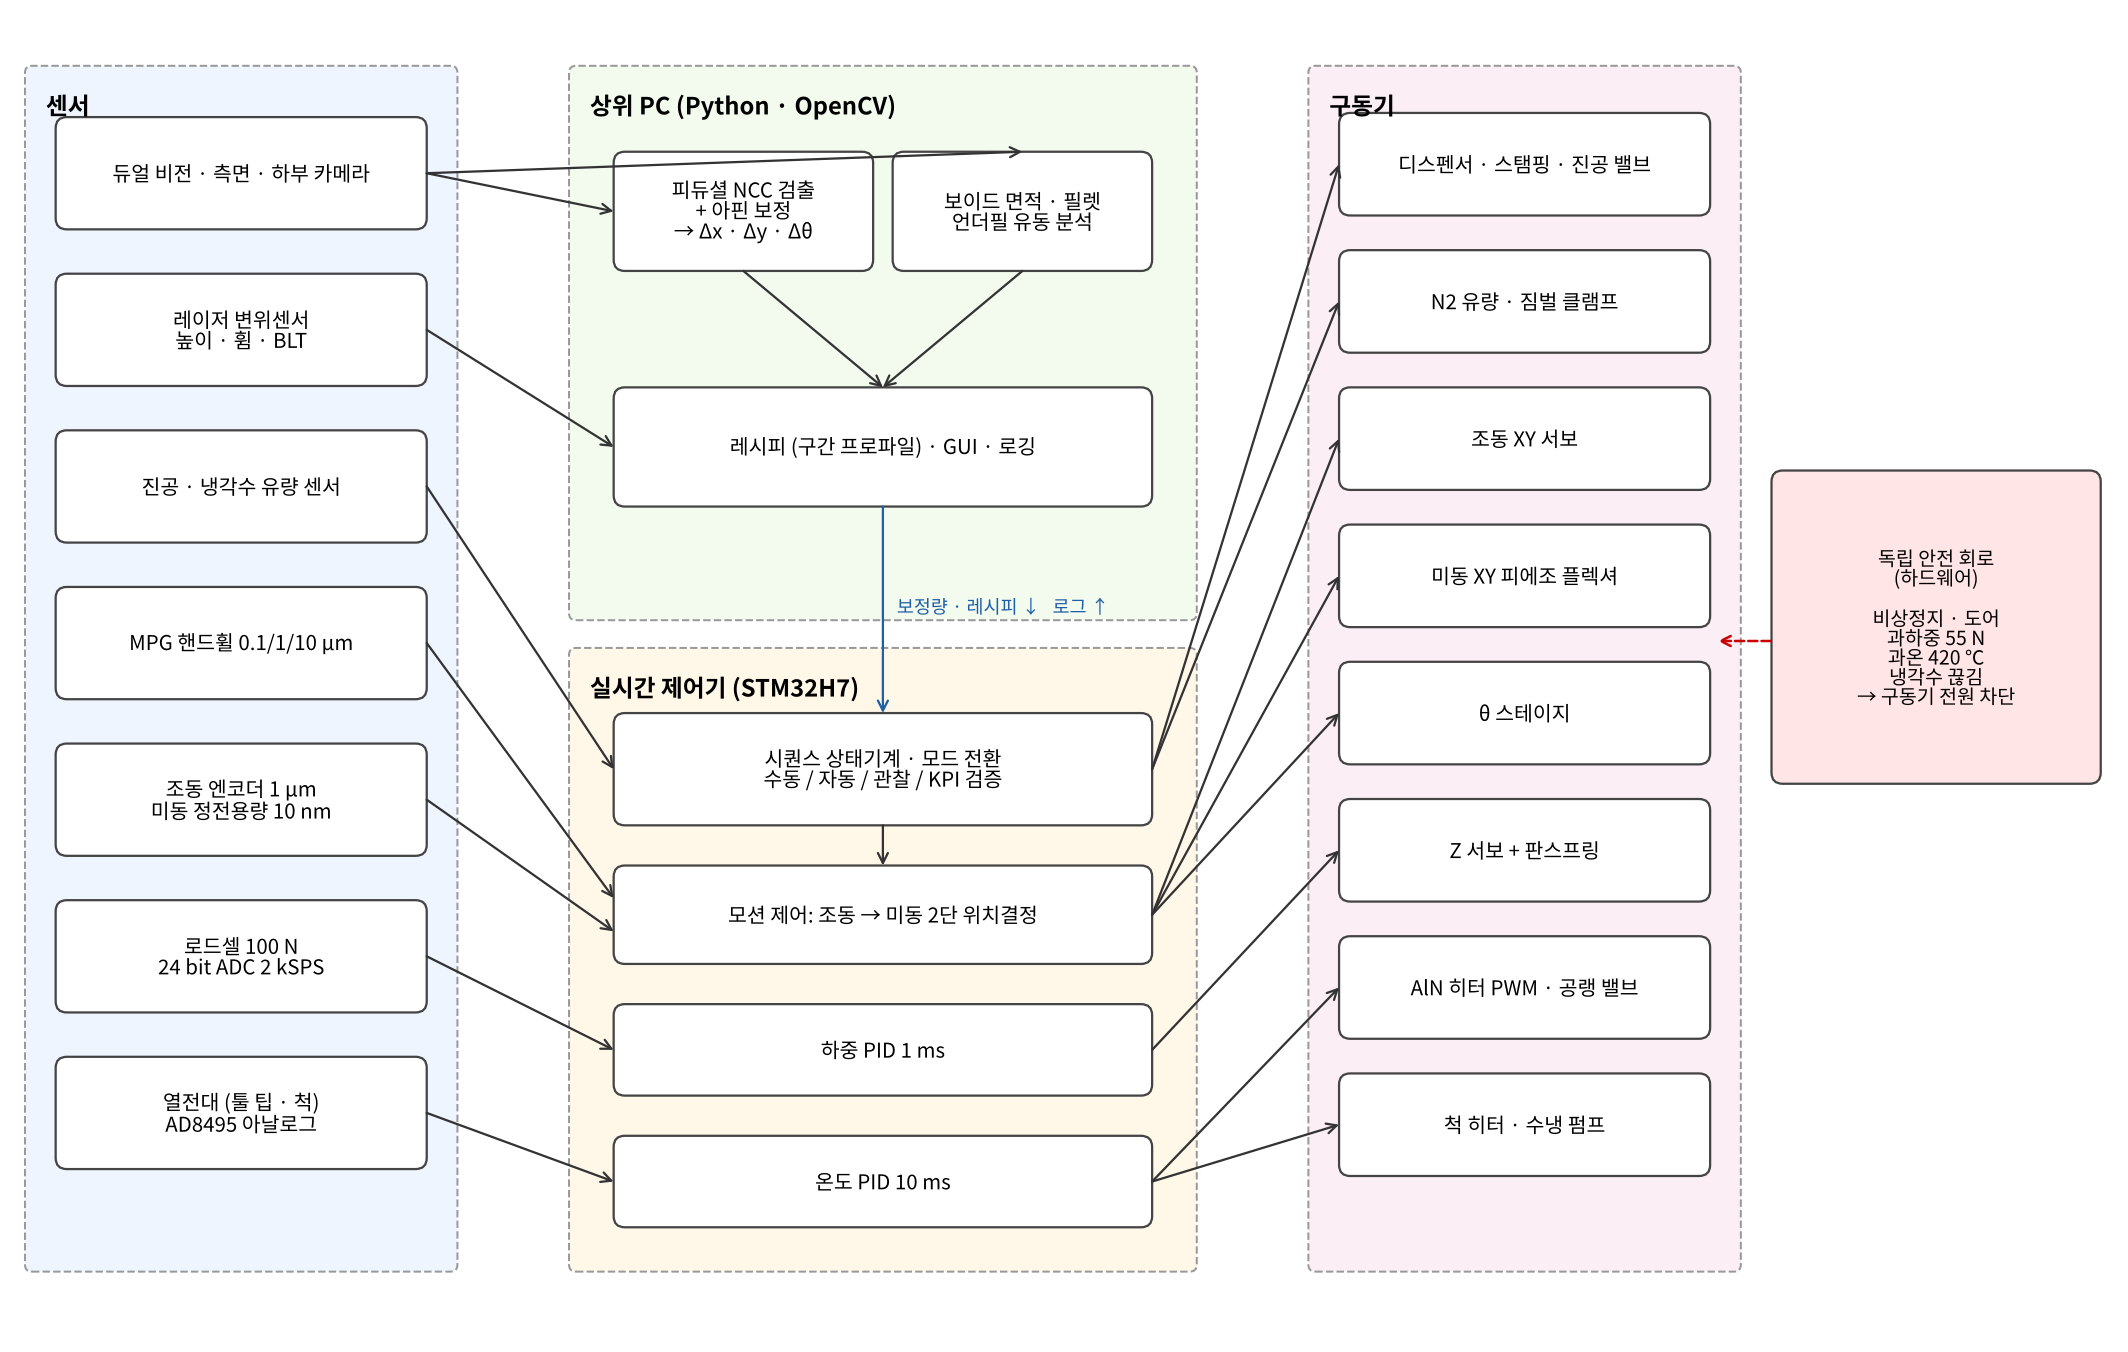 센서
듀얼 비전 · 측면 · 하부 카메라
레이저 변위센서
높이 · 휨 · BLT
진공 · 냉각수 유량 센서
MPG 핸드휠 0.1/1/10 µm
조동 엔코더 1 µm
미동 정전용량 10 nm
로드셀 100 N
24 bit ADC 2 kSPS
열전대 (툴 팁 · 척)
AD8495 아날로그
상위 PC (Python · OpenCV)
피듀셜 NCC 검출
+ 아핀 보정
→ Δx · Δy · Δθ
보이드 면적 · 필렛
언더필 유동 분석
레시피 (구간 프로파일) · GUI · 로깅
보정량 · 레시피 ↓ 로그 ↑
실시간 제어기 (STM32H7)
시퀀스 상태기계 · 모드 전환
수동 / 자동 / 관찰 / KPI 검증
모션 제어: 조동 → 미동 2단 위치결정
하중 PID 1 ms
온도 PID 10 ms
구동기
디스펜서 · 스탬핑 · 진공 밸브
N2 유량 · 짐벌 클램프
조동 XY 서보
미동 XY 피에조 플렉셔
θ 스테이지
Z 서보 + 판스프링
AlN 히터 PWM · 공랭 밸브
척 히터 · 수냉 펌프
독립 안전 회로
(하드웨어)
비상정지 · 도어
과하중 55 N
과온 420 °C
냉각수 끊김
→ 구동기 전원 차단